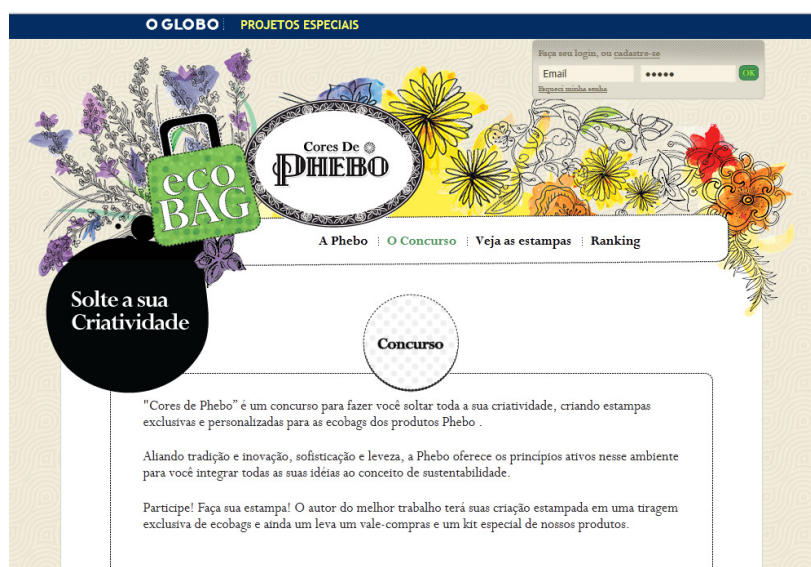 O GLOBO PROJETOS ESPECIAIS
Faça seu login, ou cadastre-se
Email ••••• OK
Esqueci minha senha
Cores De
PHEBO
eco
BAG
A Phebo O Concurso Veja as estampas Ranking
Solte a sua
Criatividade
Concurso
"Cores de Phebo” é um concurso para fazer você soltar toda a sua criatividade, criando estampas
exclusivas e personalizadas para as ecobags dos produtos Phebo .
Aliando tradição e inovação, sofisticação e leveza, a Phebo oferece os princípios ativos nesse ambiente
para você integrar todas as suas idéias ao conceito de sustentabilidade.
Participe! Faça sua estampa! O autor do melhor trabalho terá suas criação estampada em uma tiragem
exclusiva de ecobags e ainda um leva um vale-compras e um kit especial de nossos produtos.